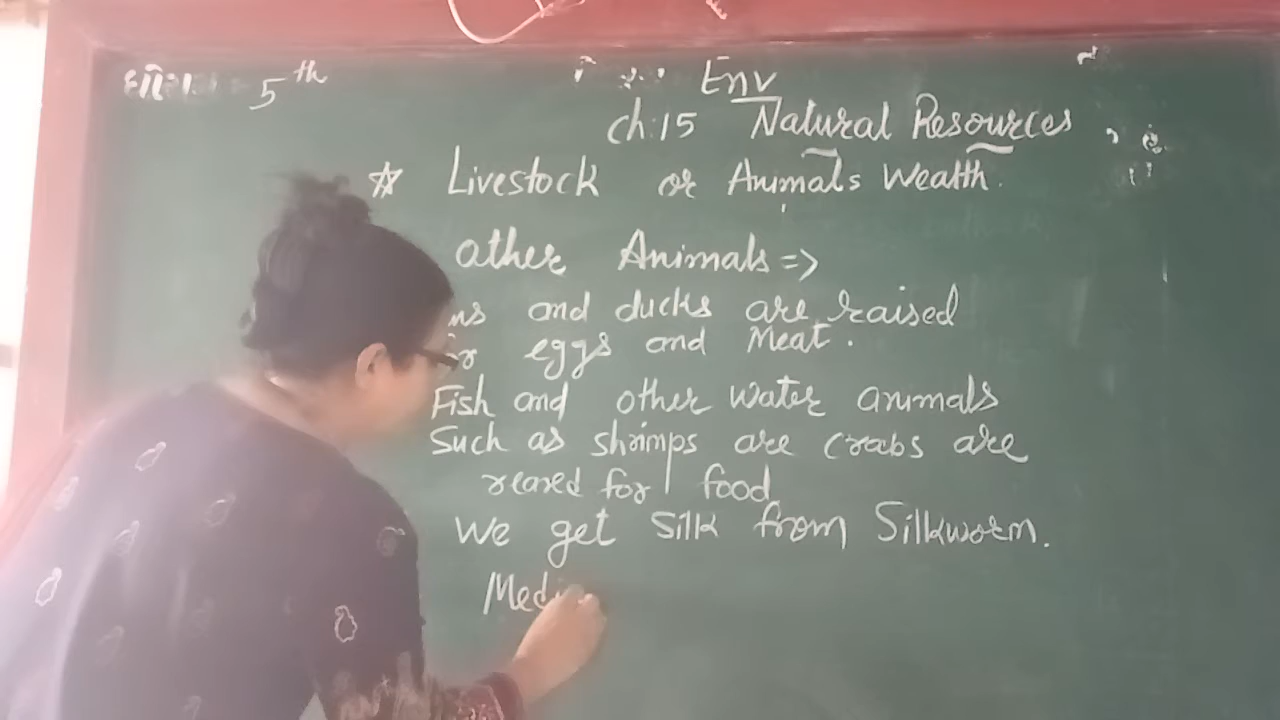 5th
Env
ch:15 Natural Resources
☆ Livestock or Animals Wealth.
other Animals =>
ns and ducks are raised
eggs and Meat.
Fish and other water animals
Such as shrimps are crabs are
reared for food
We get Silk from Silkworm.
Med